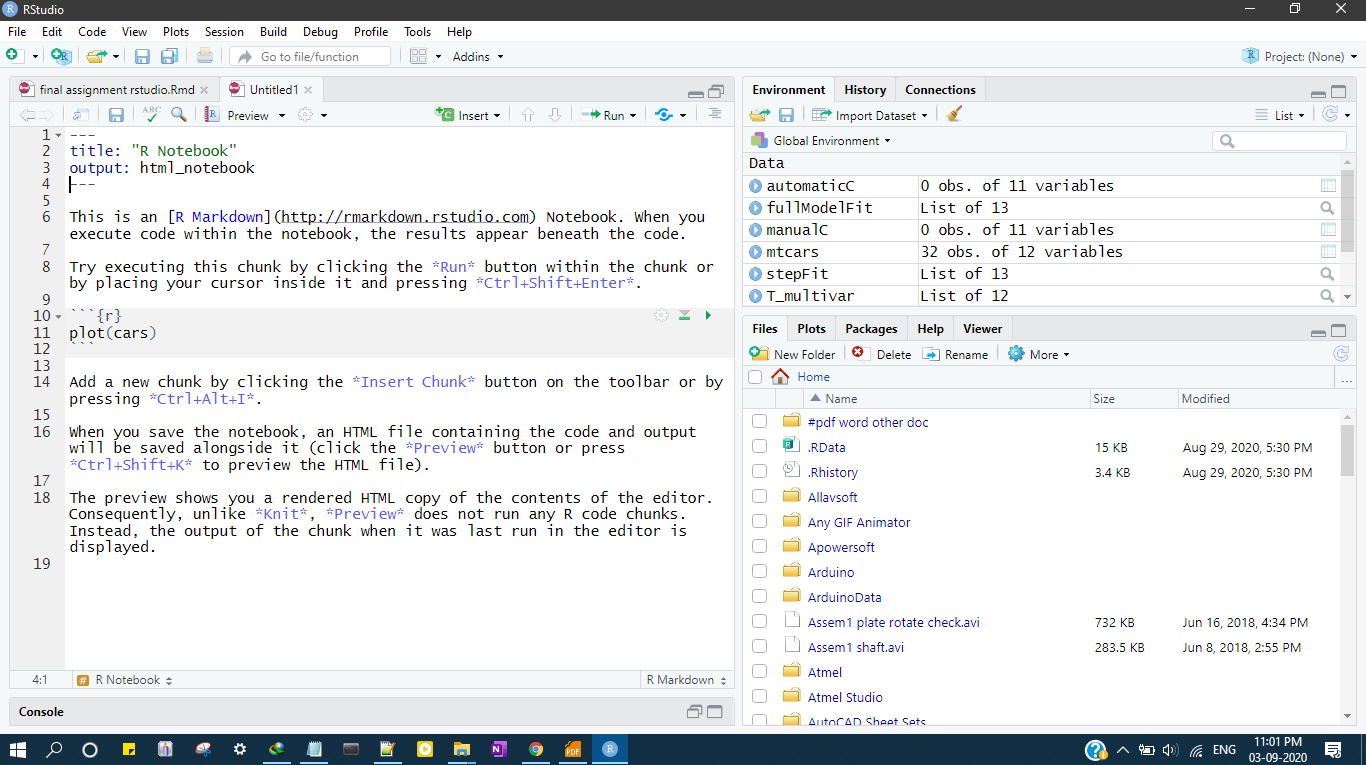 RStudio
File Edit Code View Plots Session Build Debug Profile Tools Help
Go to file/function Addins Project: (None)
final assignment rstudio.Rmd Untitled1
ABC Preview Insert Run
1 ---
2 title: "R Notebook"
3 output: html_notebook
4 ---
5
6 This is an [R Markdown](http://rmarkdown.rstudio.com) Notebook. When you
execute code within the notebook, the results appear beneath the code.
7
8 Try executing this chunk by clicking the *Run* button within the chunk or
by placing your cursor inside it and pressing *Ctrl+Shift+Enter*.
9
10 ```{r}
11 plot(cars)
12 ```
13
14 Add a new chunk by clicking the *Insert Chunk* button on the toolbar or by
pressing *Ctrl+Alt+I*.
15
16 When you save the notebook, an HTML file containing the code and output
will be saved alongside it (click the *Preview* button or press
*Ctrl+Shift+K* to preview the HTML file).
17
18 The preview shows you a rendered HTML copy of the contents of the editor.
Consequently, unlike *Knit*, *Preview* does not run any R code chunks.
Instead, the output of the chunk when it was last run in the editor is
displayed.
19
4:1 # R Notebook R Markdown
Console
Environment History Connections
Import Dataset List
Global Environment
Data
automaticC 0 obs. of 11 variables
fullModelFit List of 13
manualC 0 obs. of 11 variables
mtcars 32 obs. of 12 variables
stepFit List of 13
T_multivar List of 12
Files Plots Packages Help Viewer
New Folder Delete Rename More
Home ...
Name Size Modified
#pdf word other doc
.RData 15 KB Aug 29, 2020, 5:30 PM
.Rhistory 3.4 KB Aug 29, 2020, 5:30 PM
Allavsoft
Any GIF Animator
Apowersoft
Arduino
ArduinoData
Assem1 plate rotate check.avi 732 KB Jun 16, 2018, 4:34 PM
Assem1 shaft.avi 283.5 KB Jun 8, 2018, 2:55 PM
Atmel
Atmel Studio
AutoCAD Sheet Sets
ENG 11:01 PM
03-09-2020